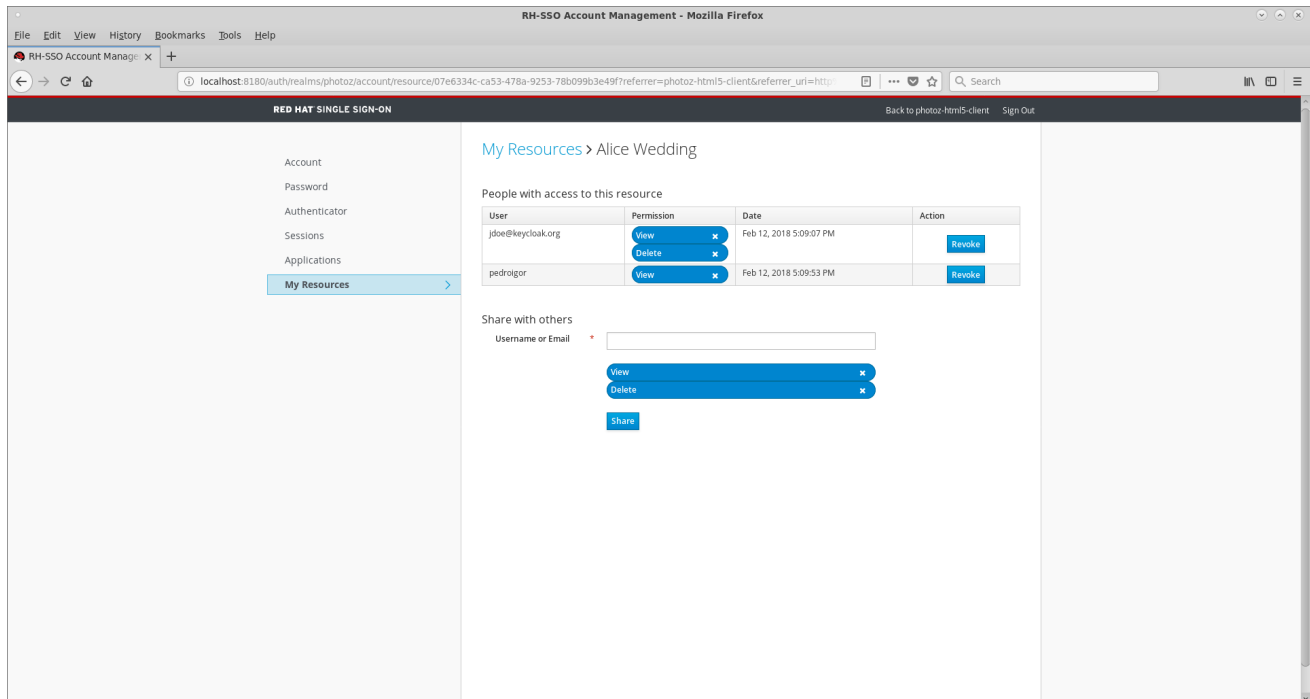 RH-SSO Account Management - Mozilla Firefox
File Edit View History Bookmarks Tools Help
RH-SSO Account Manage
localhost:8180/auth/realms/photoz/account/resource/07e6334c-ca53-478a-9253-78b099b3e49f?referrer=photoz-html5-client&referrer_uri=http
Search
RED HAT SINGLE SIGN-ON
Back to photoz-html5-client Sign Out
Account
Password
Authenticator
Sessions
Applications
My Resources
My Resources > Alice Wedding
People with access to this resource
User Permission Date Action
jdoe@keycloak.org View Feb 12, 2018 5:09:07 PM Revoke
Delete
pedroigor View Feb 12, 2018 5:09:53 PM Revoke
Share with others
Username or Email *
View
Delete
Share